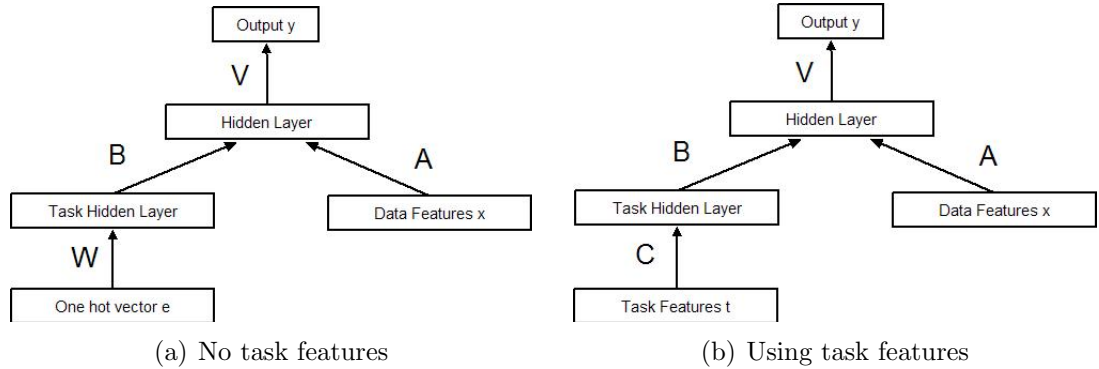 Output y
V
Hidden Layer
B
A
Task Hidden Layer
Data Features x
W
One hot vector e
(a) No task features
Output y
V
Hidden Layer
B
A
Task Hidden Layer
Data Features x
C
Task Features t
(b) Using task features